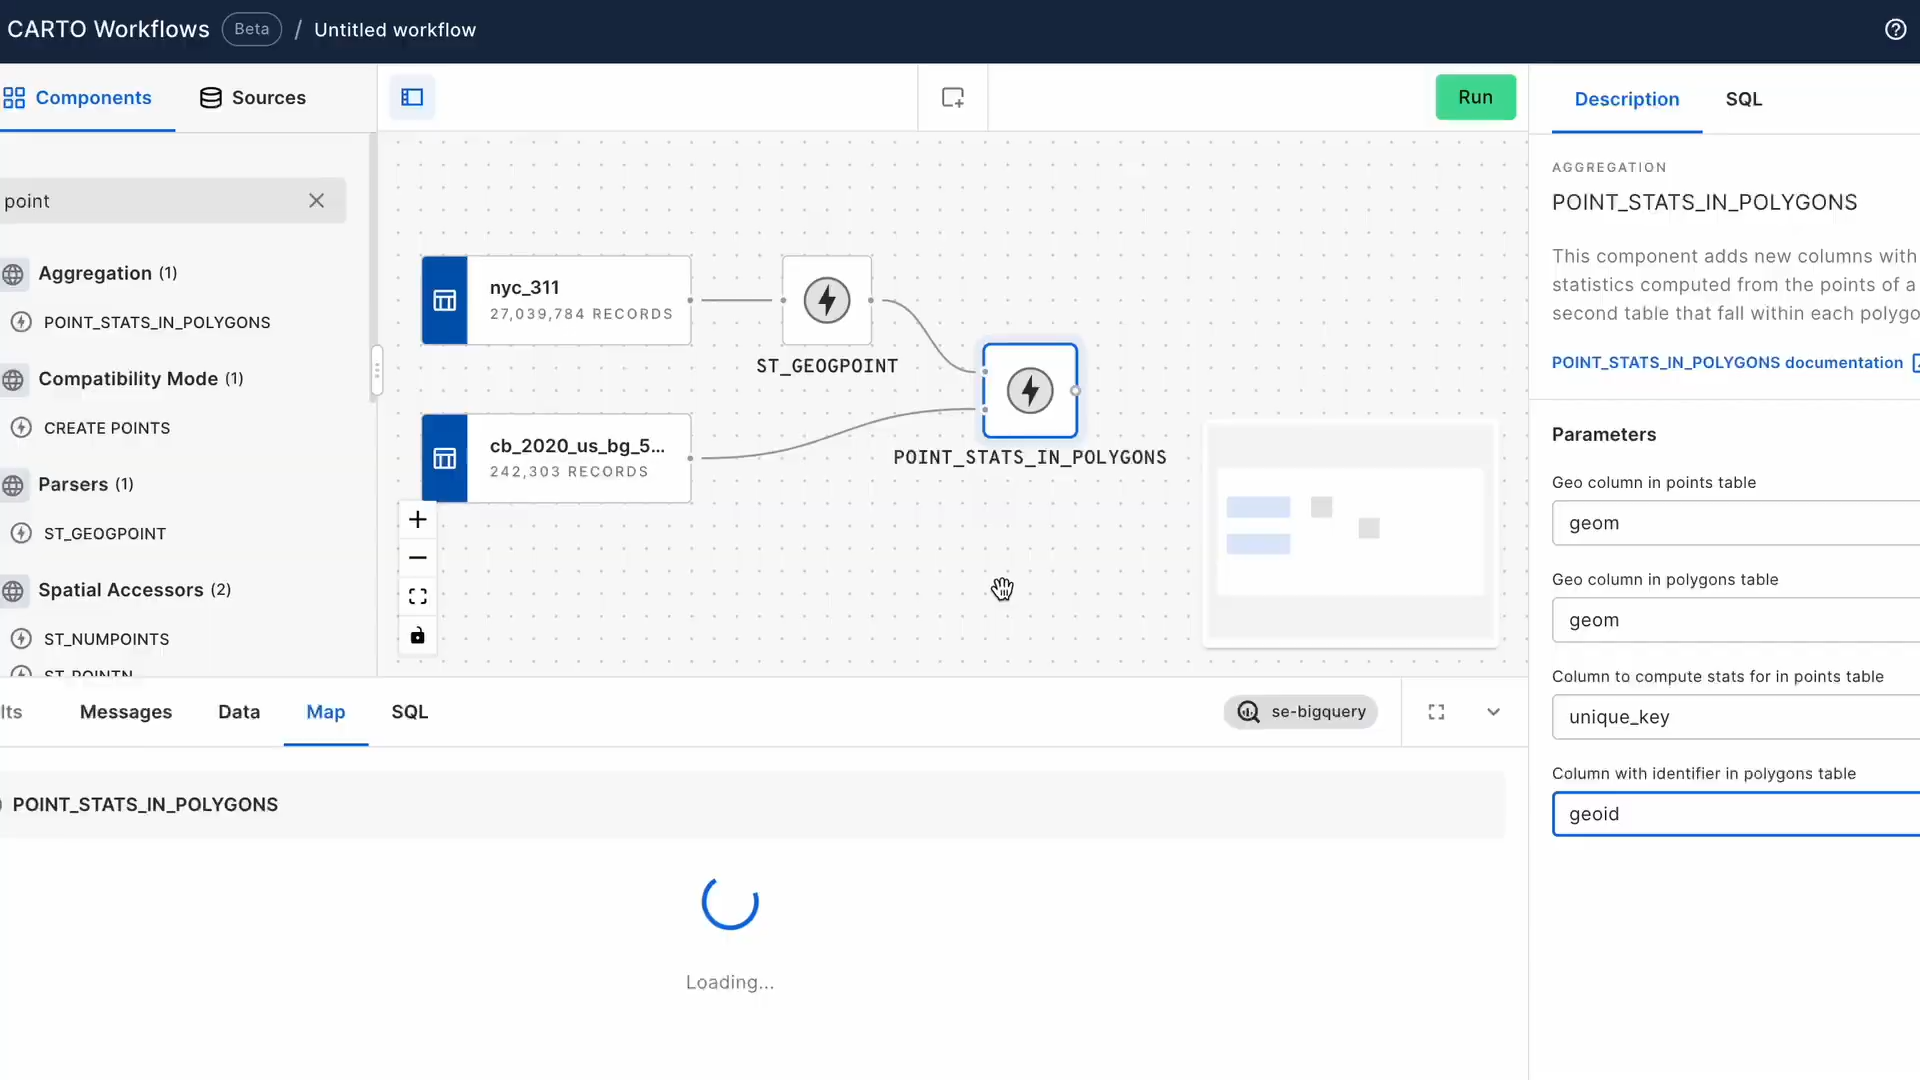 CARTO Workflows Beta / Untitled workflow
Components
Sources
Run
Description
SQL
point
Aggregation (1)
POINT_STATS_IN_POLYGONS
Compatibility Mode (1)
CREATE POINTS
Parsers (1)
ST_GEOGPOINT
Spatial Accessors (2)
ST_NUMPOINTS
ST_POINTN
nyc_311
27,039,784 RECORDS
ST_GEOGPOINT
cb_2020_us_bg_5...
242,303 RECORDS
POINT_STATS_IN_POLYGONS
AGGREGATION
POINT_STATS_IN_POLYGONS
This component adds new columns with
statistics computed from the points of a
second table that fall within each polygo
POINT_STATS_IN_POLYGONS documentation
Parameters
Geo column in points table
geom
Geo column in polygons table
geom
Column to compute stats for in points table
unique_key
Column with identifier in polygons table
geoid
lts
Messages
Data
Map
SQL
se-bigquery
POINT_STATS_IN_POLYGONS
Loading...